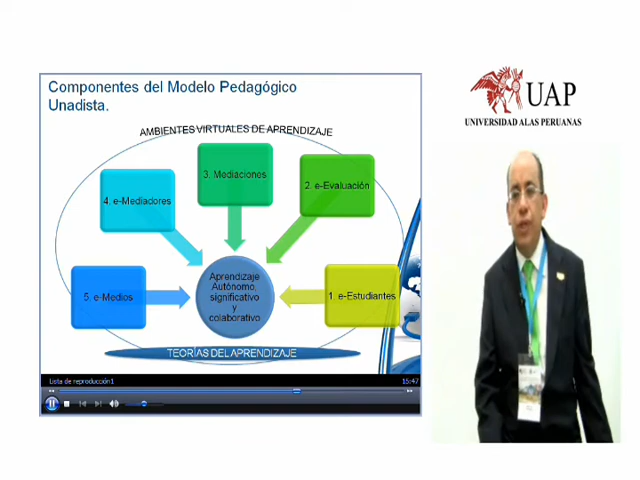 Componentes del Modelo Pedagógico
Unadista.
AMBIENTES VIRTUALES DE APRENDIZAJE
3. Mediaciones
4. e-Mediadores
2. e-Evaluación
5. e-Medios
Aprendizaje
Autónomo,
significativo
y
colaborativo
1. e-Estudiantes
TEORÍAS DEL APRENDIZAJE
Lista de reproducción1
15:47
UAP
UNIVERSIDAD ALAS PERUANAS